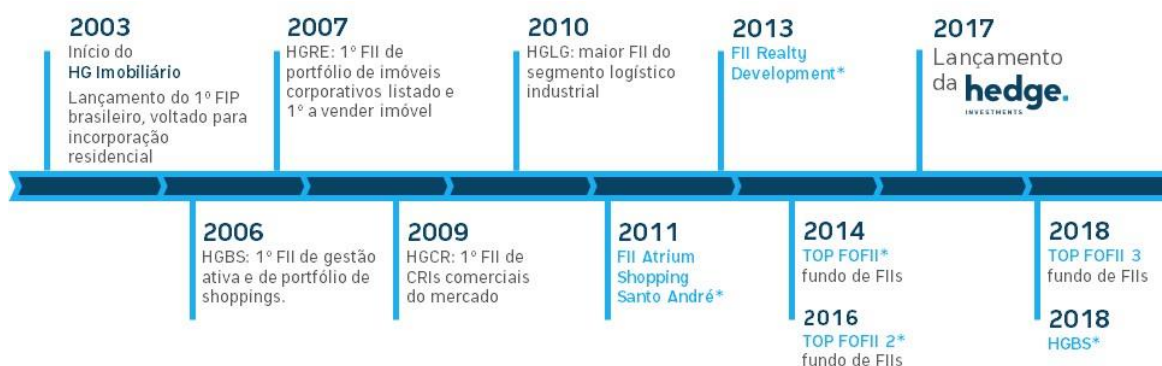 2003
Início do
HG Imobiliário
Lançamento do 1º FIP
brasileiro, voltado para
incorporação
residencial
2007
HGRE: 1º FII de
portfólio de imóveis
corporativos listado e
1º a vender imóvel
2010
HGLG: maior FII do
segmento logístico
industrial
2013
FII Realty
Development*
2017
Lançamento
da hedge.
INVESTMENTS
2006
HGBS: 1º FII de gestão
ativa e de portfólio de
shoppings.
2009
HGCR: 1º FII de
CRIs comerciais
do mercado
2011
FII Atrium
Shopping
Santo André*
2014
TOP FOFII*
fundo de FIIs
2016
TOP FOFII 2*
fundo de FIIs
2018
TOP FOFII 3
fundo de FIIs
2018
HGBS*